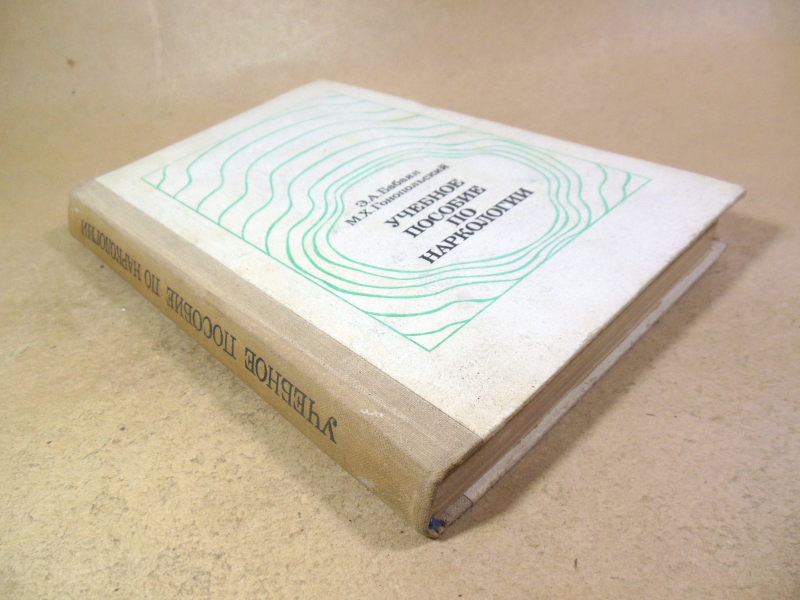 Э.А.Бабаян
М.Х.Гонопольский
УЧЕБНОЕ
ПОСОБИЕ
ПО
НАРКОЛОГИИ
УЧЕБНОЕ ПОСОБИЕ ПО НАРКОЛОГИИ